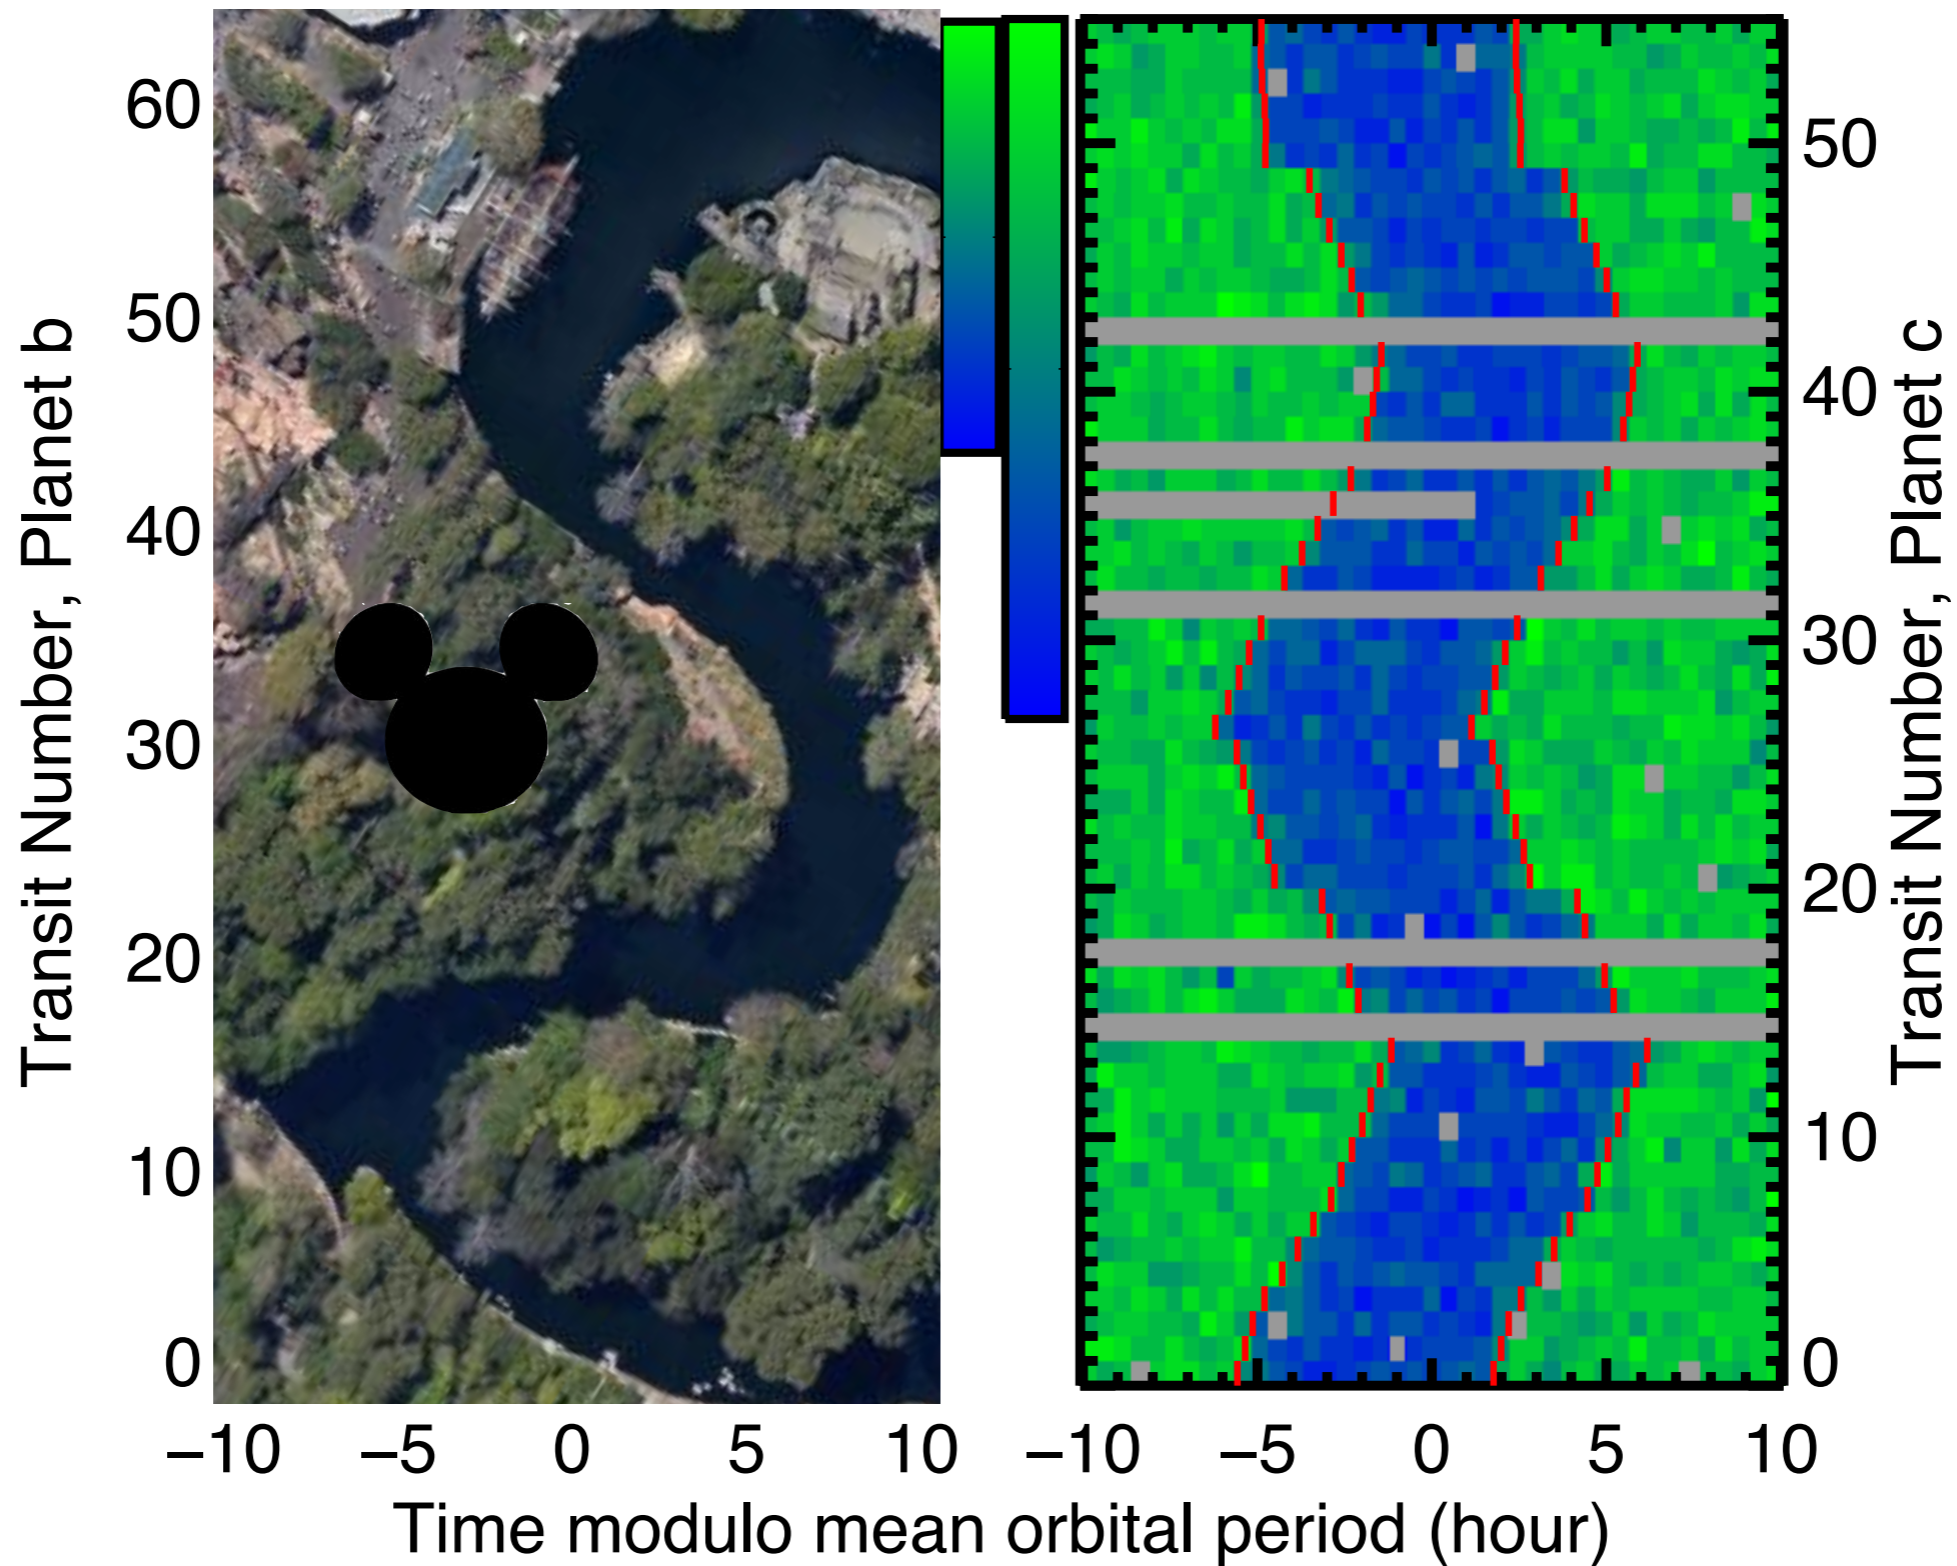 Transit Number, Planet b
60
50
40
30
20
10
0
−10 −5 0 5 10
50
40
30
20
10
0
−10 −5 0 5 10
Transit Number, Planet c
Time modulo mean orbital period (hour)